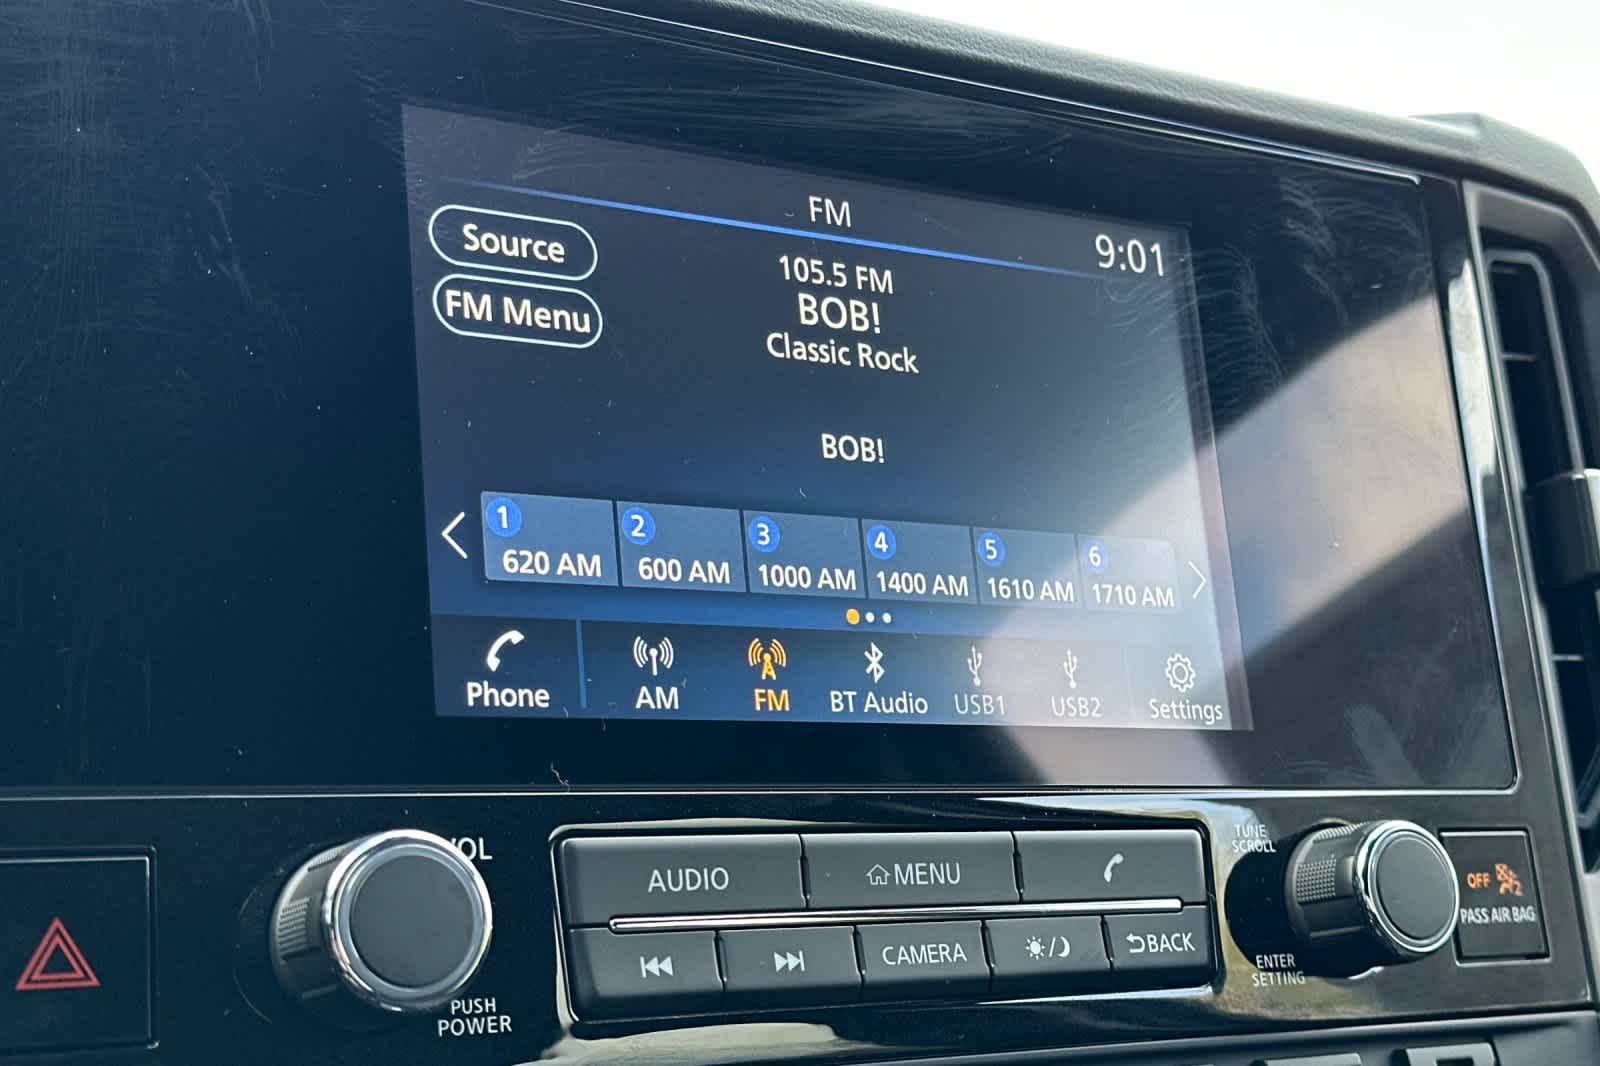 FM
9:01
Source
FM Menu
105.5 FM
BOB!
Classic Rock
BOB!
1
620 AM
2
600 AM
3
1000 AM
4
1400 AM
5
1610 AM
6
1710 AM
Phone
AM
FM
BT Audio
USB1
USB2
Settings
VOL
PUSH
POWER
AUDIO
MENU
CAMERA
BACK
TUNE
SCROLL
ENTER
SETTING
OFF
2
PASS AIR BAG